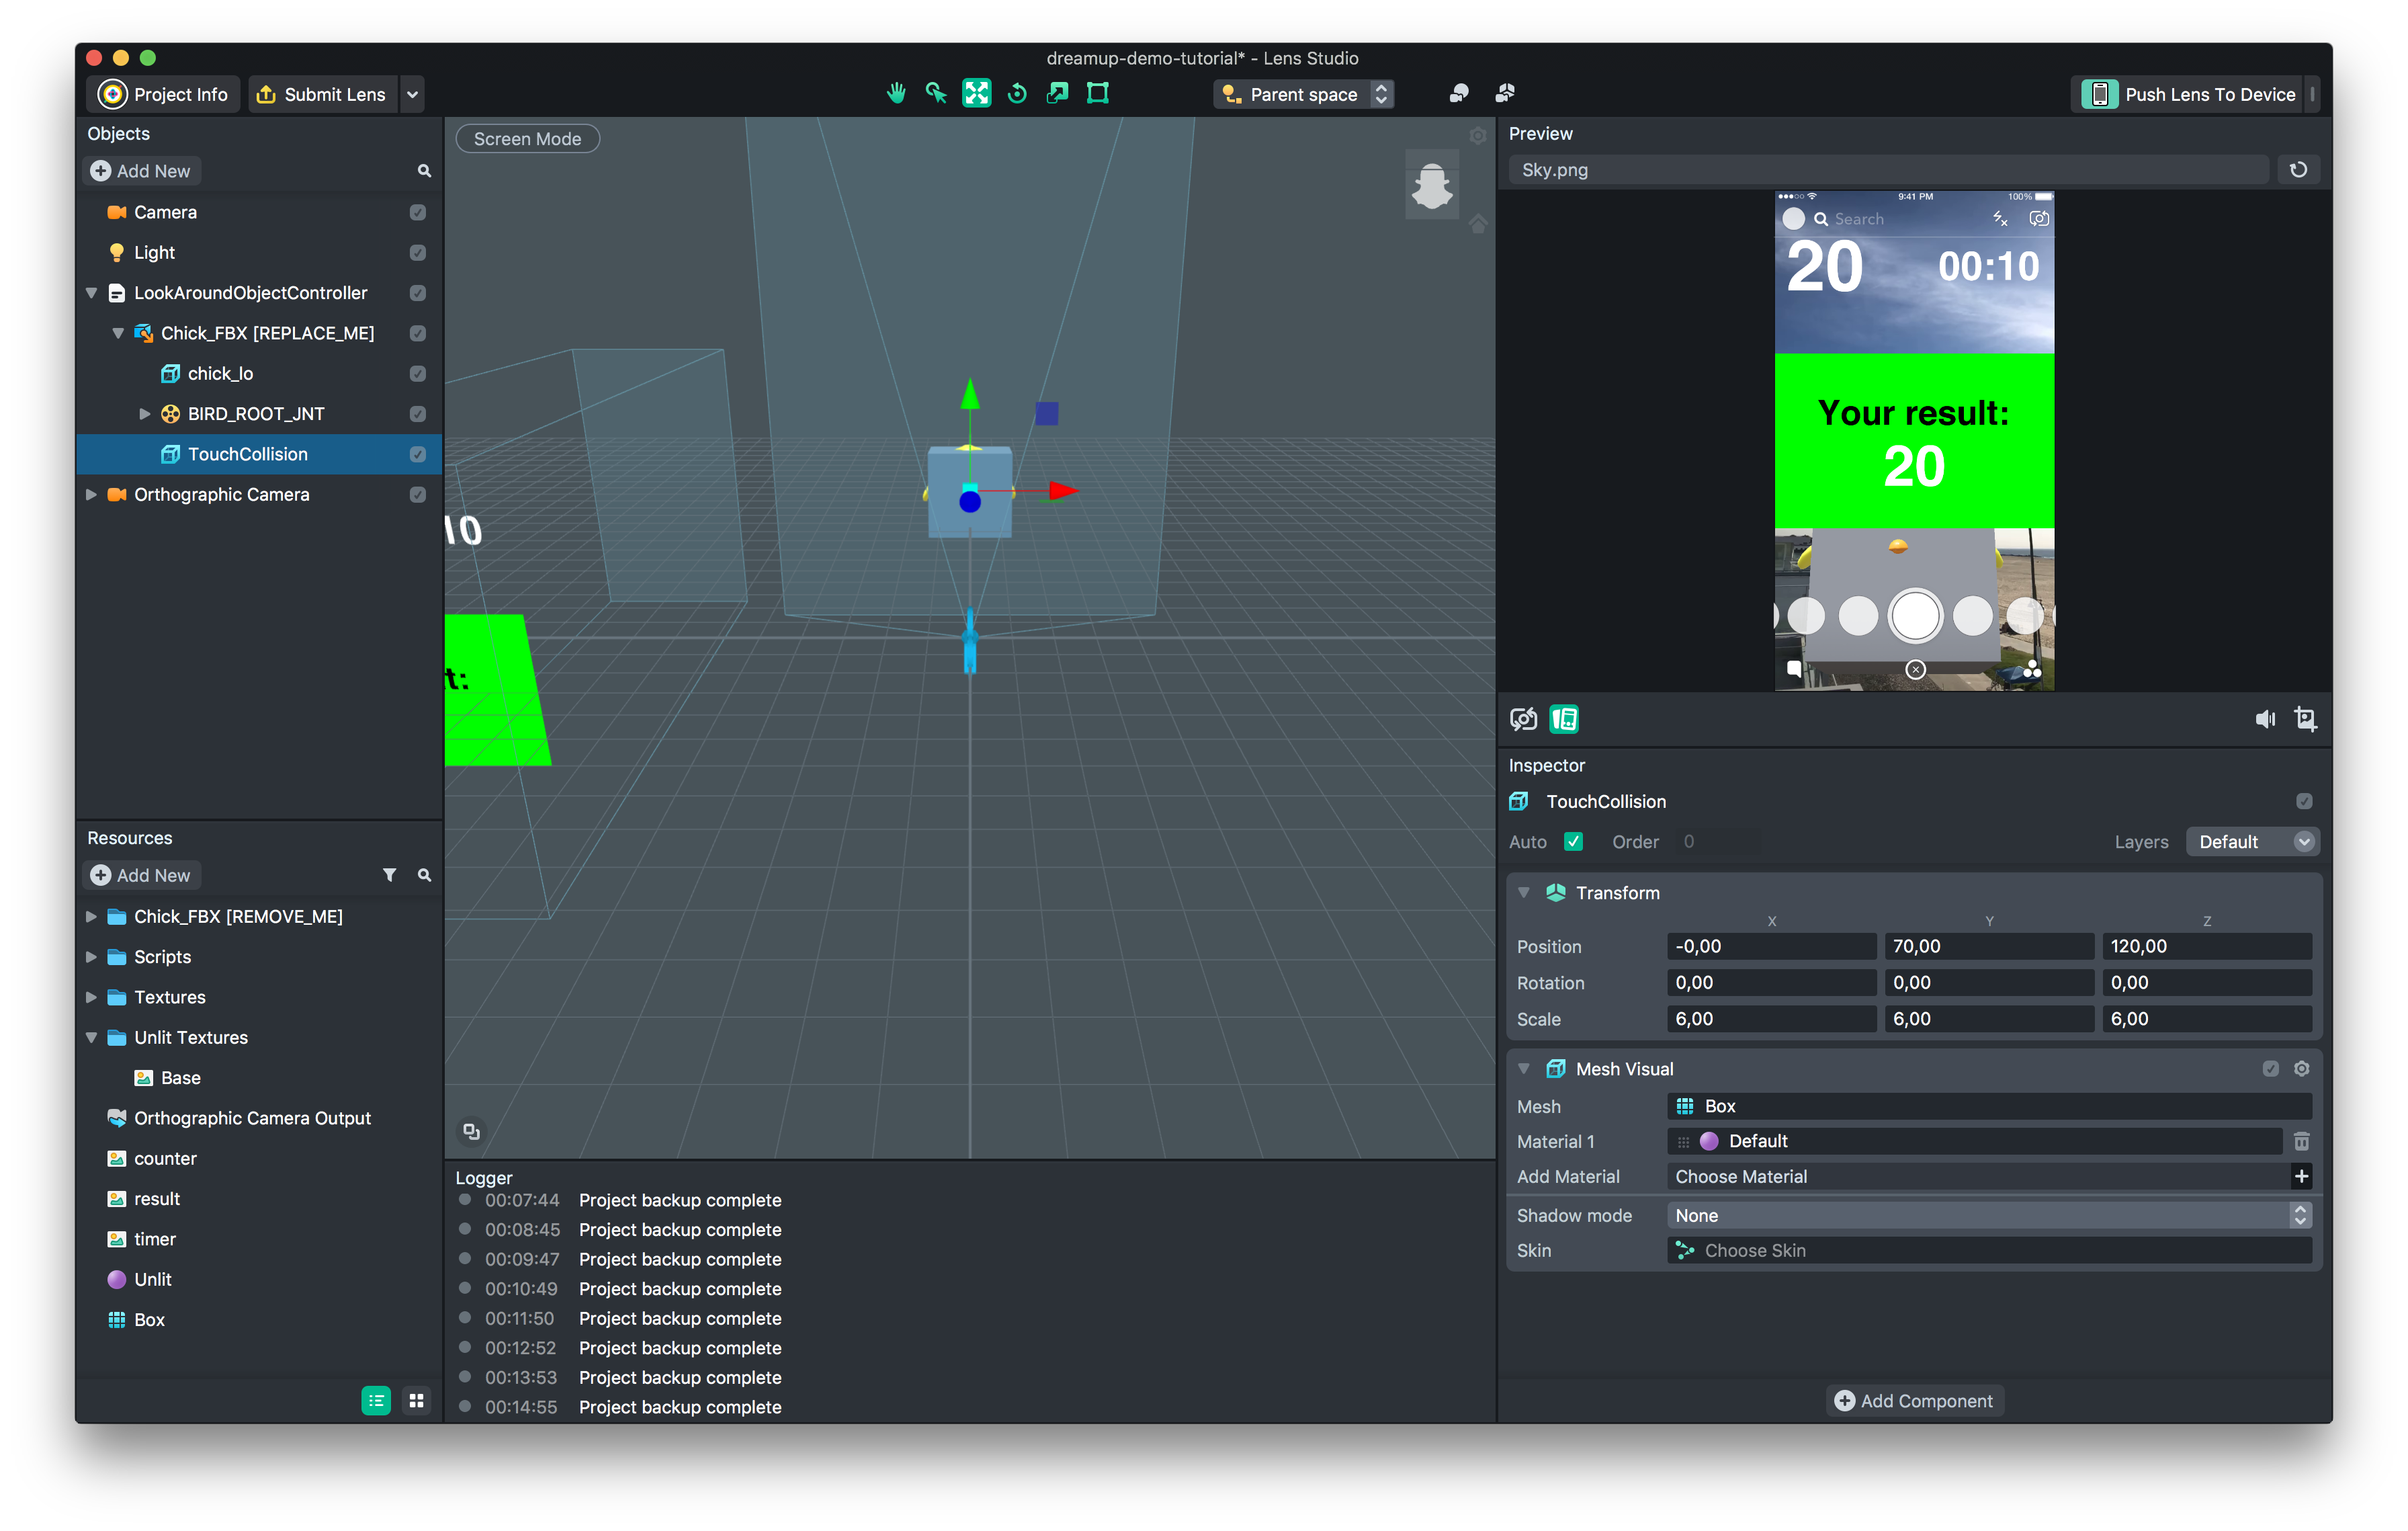 dreamup-demo-tutorial* - Lens Studio
Project Info
Submit Lens
Parent space
Push Lens To Device
Objects
Add New
Camera
Light
LookAroundObjectController
Chick_FBX [REPLACE_ME]
chick_lo
BIRD_ROOT_JNT
TouchCollision
Orthographic Camera
Resources
Add New
Chick_FBX [REMOVE_ME]
Scripts
Textures
Unlit Textures
Base
Orthographic Camera Output
counter
result
timer
Unlit
Box
Screen Mode
10
t:
Logger
00:07:44 Project backup complete
00:08:45 Project backup complete
00:09:47 Project backup complete
00:10:49 Project backup complete
00:11:50 Project backup complete
00:12:52 Project backup complete
00:13:53 Project backup complete
00:14:55 Project backup complete
Preview
Sky.png
9:41 PM 100%
Search
20 00:10
Your result:
20
Inspector
TouchCollision
Auto Order 0 Layers Default
Transform
X Y Z
Position -0,00 70,00 120,00
Rotation 0,00 0,00 0,00
Scale 6,00 6,00 6,00
Mesh Visual
Mesh Box
Material 1 Default
Add Material Choose Material
Shadow mode None
Skin Choose Skin
Add Component